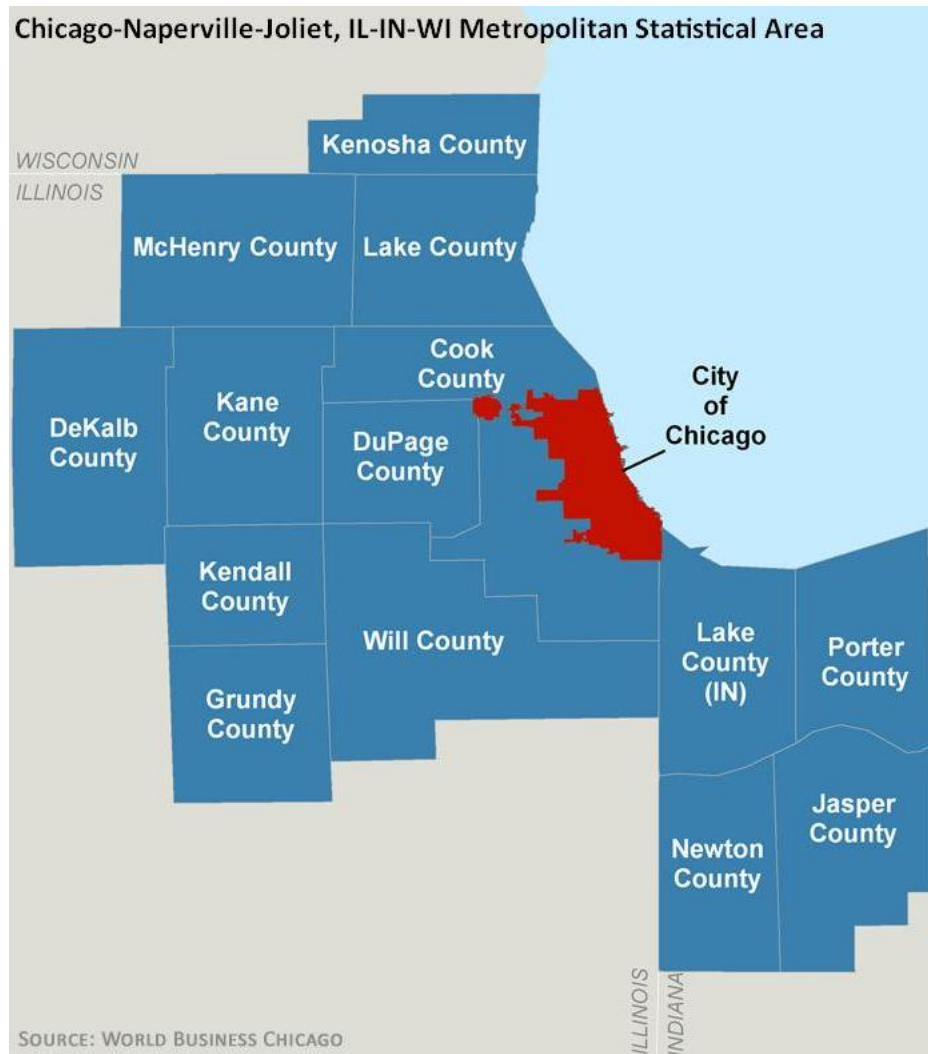 Chicago-Naperville-Joliet, IL-IN-WI Metropolitan Statistical Area
Kenosha County
WISCONSIN
ILLINOIS
McHenry County
Lake County
Cook
County
City
of
Chicago
Kane
County
DeKalb
County
DuPage
County
Kendall
County
Will County
Lake
County
(IN)
Porter
County
Grundy
County
Jasper
County
Newton
County
ILLINOIS
INDIANA
SOURCE: WORLD BUSINESS CHICAGO